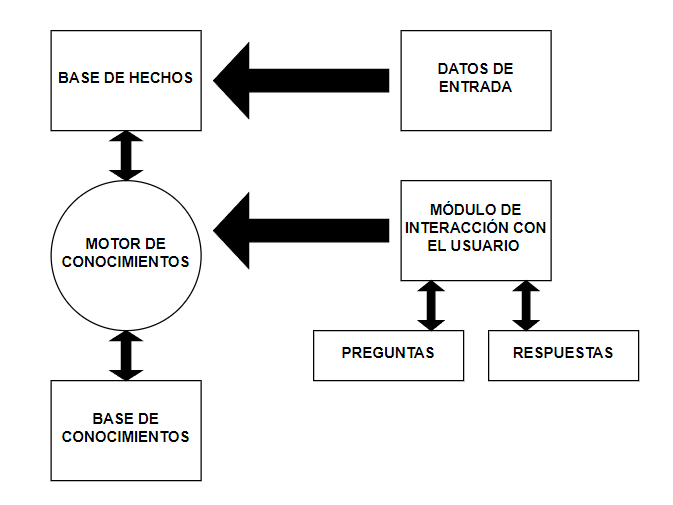 BASE DE HECHOS
DATOS DE
ENTRADA
MOTOR DE
CONOCIMIENTOS
MÓDULO DE
INTERACCIÓN CON
EL USUARIO
PREGUNTAS
RESPUESTAS
BASE DE
CONOCIMIENTOS